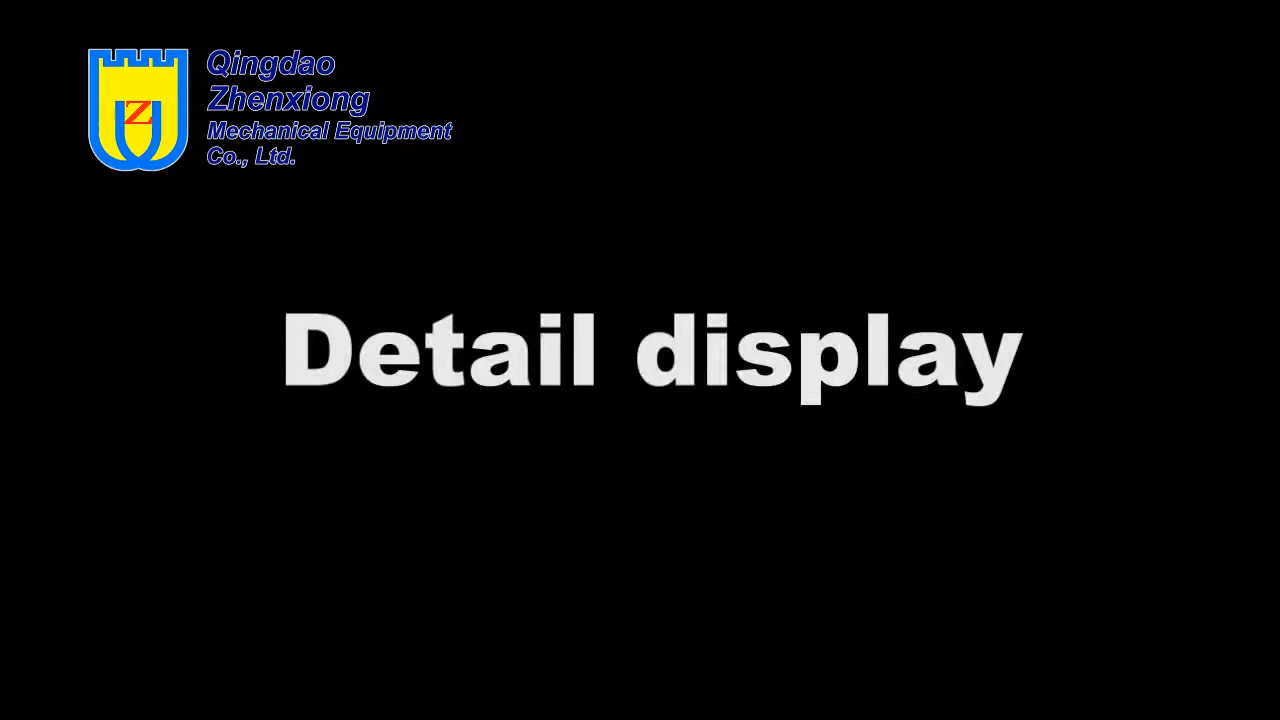 Qingdao
Zhenxiong
Mechanical Equipment
Co., Ltd.
Z
Detail display